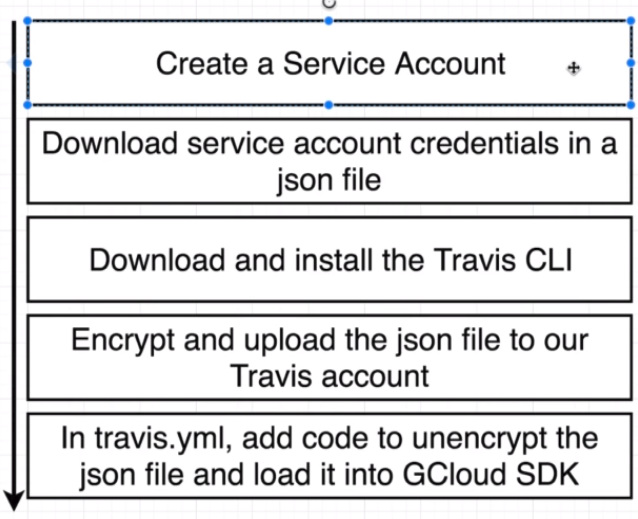 Create a Service Account
Download service account credentials in a
json file
Download and install the Travis CLI
Encrypt and upload the json file to our
Travis account
In travis.yml, add code to unencrypt the
json file and load it into GCloud SDK